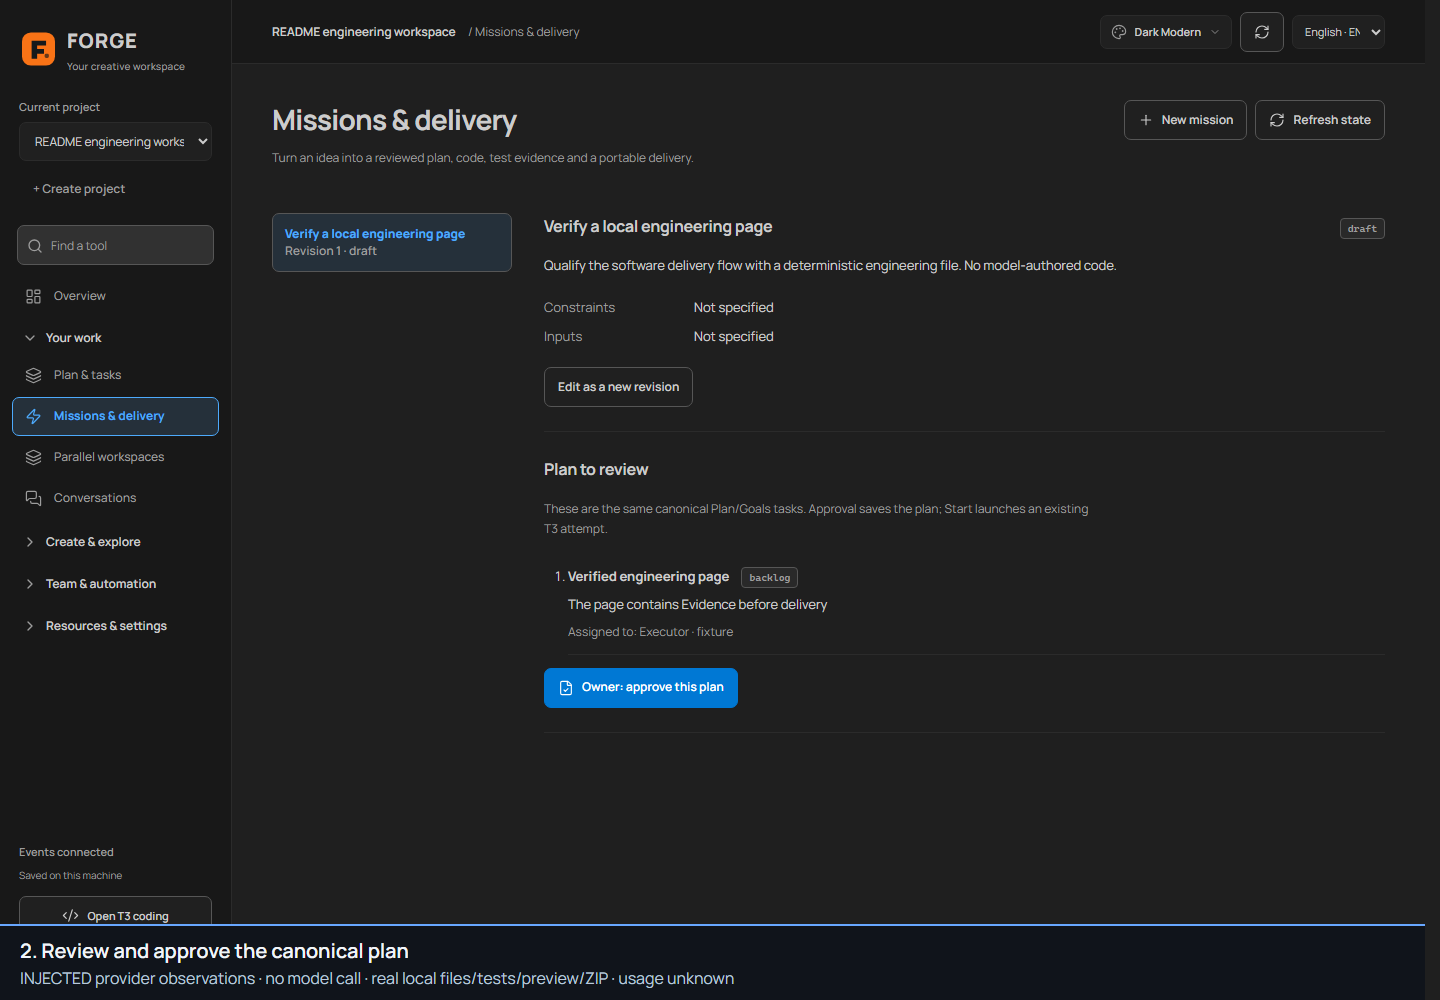 FORGE
Your creative workspace
Current project
README engineering works
+ Create project
Find a tool
Overview
Your work
Plan & tasks
Missions & delivery
Parallel workspaces
Conversations
Create & explore
Team & automation
Resources & settings
Events connected
Saved on this machine
Open T3 coding
README engineering workspace / Missions & delivery
Dark Modern
English · EN
Missions & delivery
Turn an idea into a reviewed plan, code, test evidence and a portable delivery.
New mission
Refresh state
Verify a local engineering page
Revision 1 · draft
Verify a local engineering page
draft
Qualify the software delivery flow with a deterministic engineering file. No model-authored code.
Constraints Not specified
Inputs Not specified
Edit as a new revision
Plan to review
These are the same canonical Plan/Goals tasks. Approval saves the plan; Start launches an existing
T3 attempt.
1. Verified engineering page backlog
The page contains Evidence before delivery
Assigned to: Executor · fixture
Owner: approve this plan
2. Review and approve the canonical plan
INJECTED provider observations · no model call · real local files/tests/preview/ZIP · usage unknown